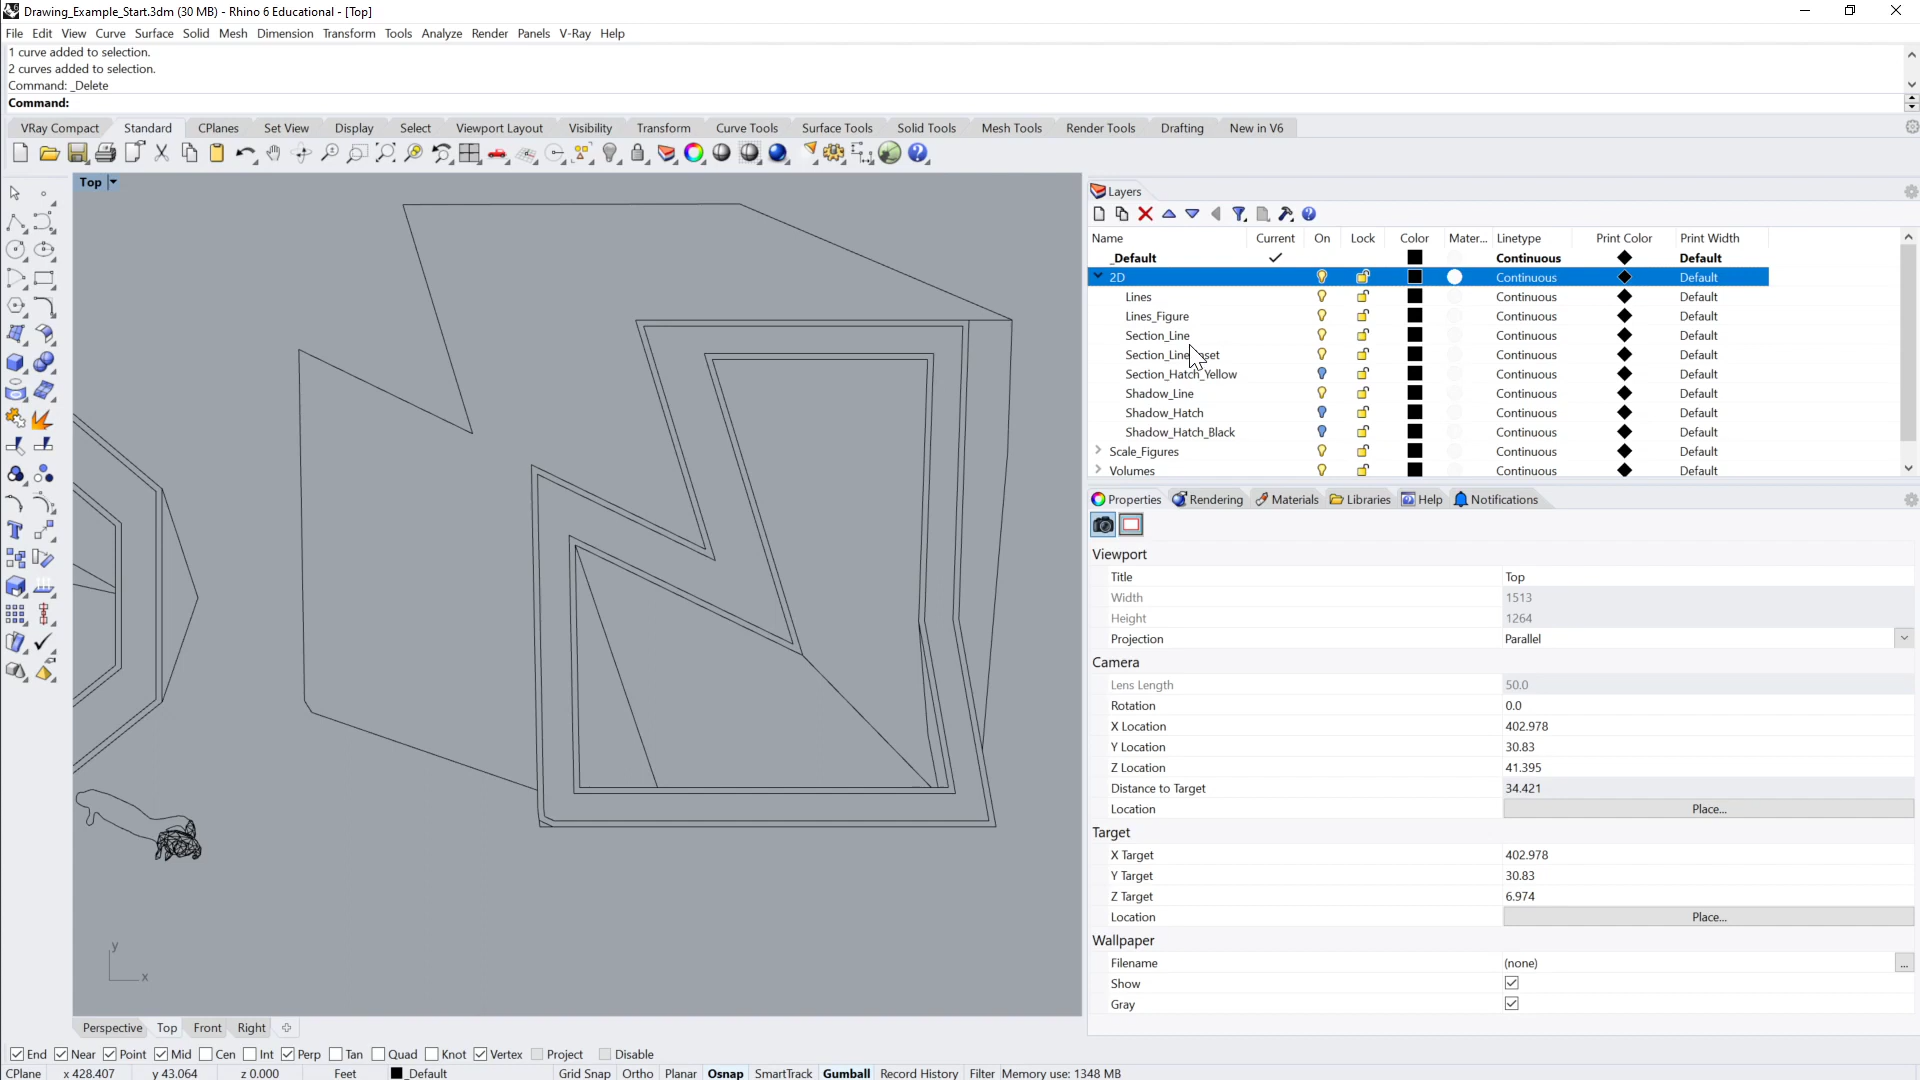 Drawing_Example_Start.3dm (30 MB) - Rhino 6 Educational - [Top]
File Edit View Curve Surface Solid Mesh Dimension Transform Tools Analyze Render Panels V-Ray Help
1 curve added to selection.
2 curves added to selection.
Command: _Delete
Command:
VRay Compact Standard CPlanes Set View Display Select Viewport Layout Visibility Transform Curve Tools Surface Tools Solid Tools Mesh Tools Render Tools Drafting New in V6
Top
Layers
Name Current On Lock Color Mater... Linetype Print Color Print Width
_Default Continuous Default
2D Continuous Default
Lines Continuous Default
Lines_Figure Continuous Default
Section_Line Continuous Default
Section_Line set Continuous Default
Section_Hatch_Yellow Continuous Default
Shadow_Line Continuous Default
Shadow_Hatch Continuous Default
Shadow_Hatch_Black Continuous Default
Scale_Figures Continuous Default
Volumes Continuous Default
Properties Rendering Materials Libraries Help Notifications
Viewport
Title Top
Width 1513
Height 1264
Projection Parallel
Camera
Lens Length 50.0
Rotation 0.0
X Location 402.978
Y Location 30.83
Z Location 41.395
Distance to Target 34.421
Location Place...
Target
X Target 402.978
Y Target 30.83
Z Target 6.974
Location Place...
Wallpaper
Filename (none) ...
Show
Gray
y
x
Perspective Top Front Right
End Near Point Mid Cen Int Perp Tan Quad Knot Vertex Project Disable
CPlane x 428.407 y 43.064 z 0.000 Feet _Default Grid Snap Ortho Planar Osnap SmartTrack Gumball Record History Filter Memory use: 1348 MB